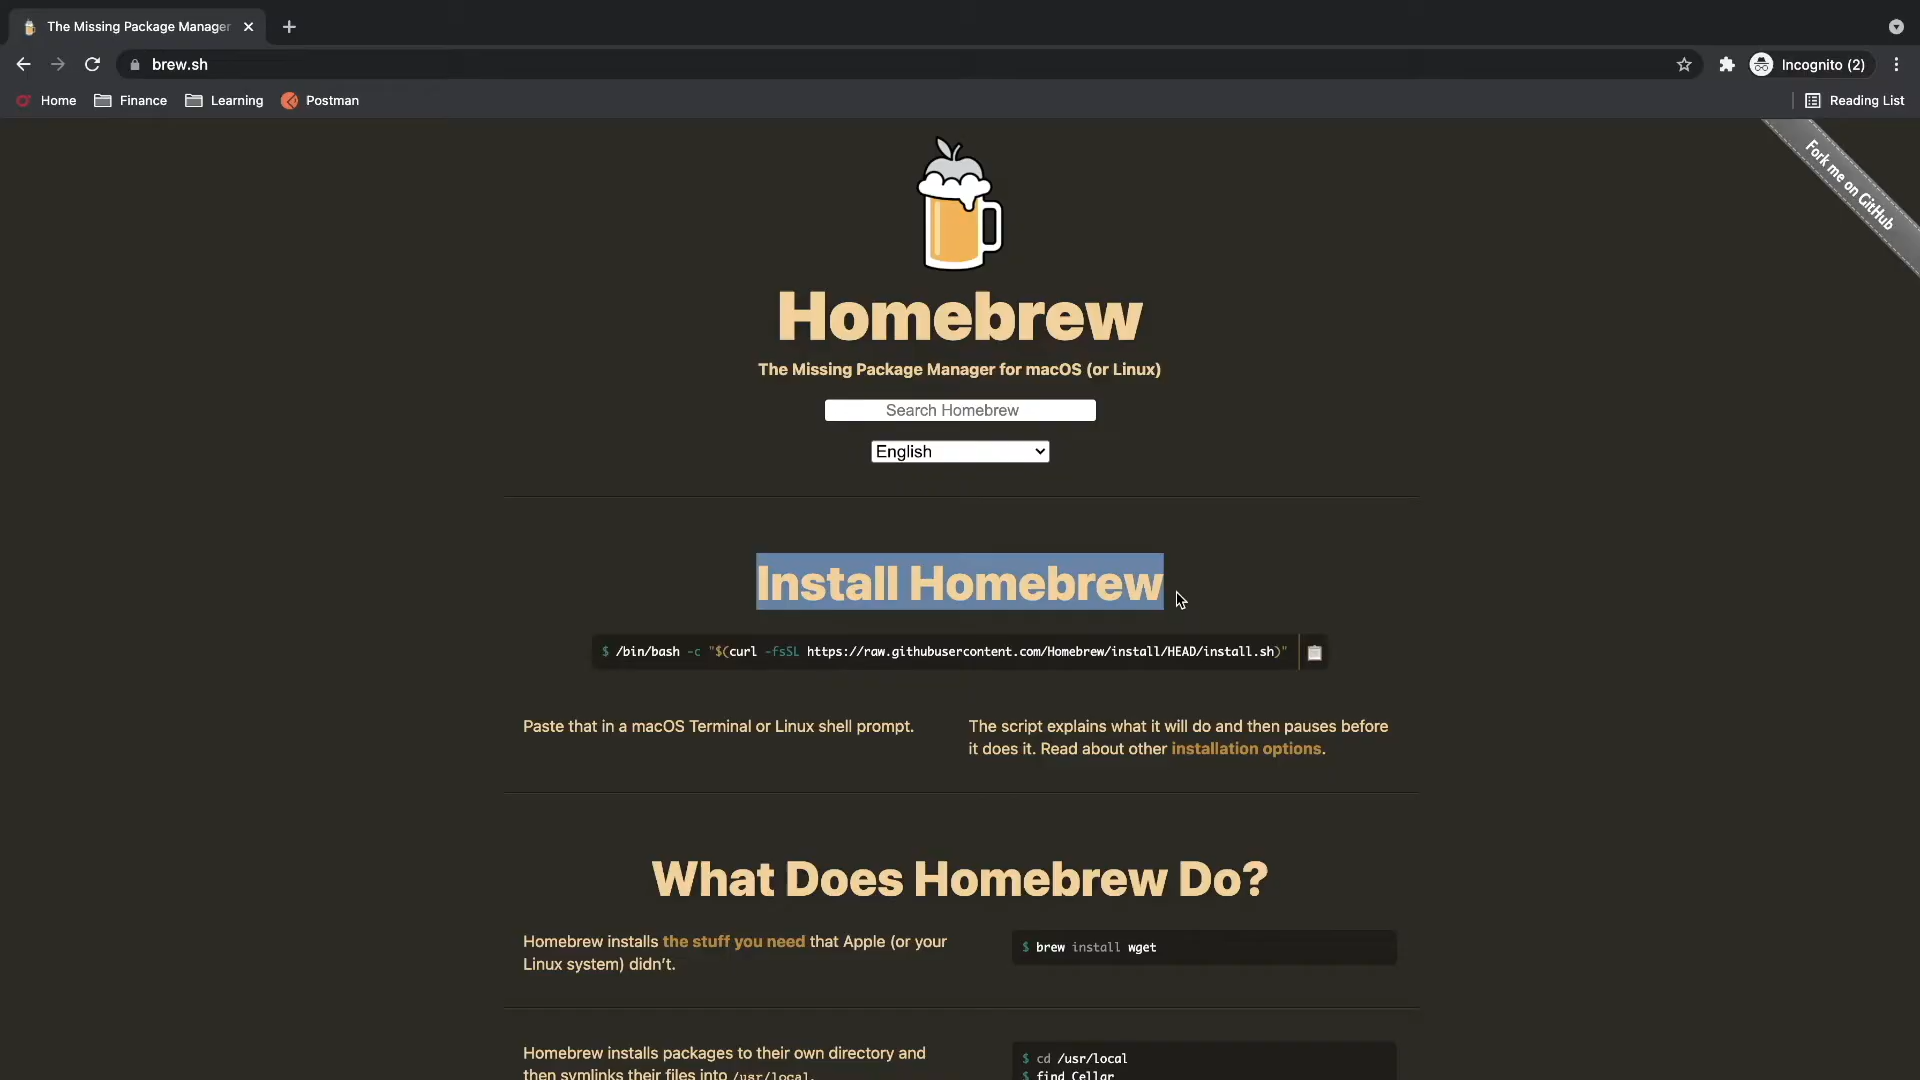 The Missing Package Manager
brew.sh
Incognito (2)
Home
Finance
Learning
Postman
Reading List
Fork me on GitHub
Homebrew
The Missing Package Manager for macOS (or Linux)
Search Homebrew
English
Install Homebrew
$ /bin/bash -c "$(curl -fsSL https://raw.githubusercontent.com/Homebrew/install/HEAD/install.sh)"
Paste that in a macOS Terminal or Linux shell prompt.
The script explains what it will do and then pauses before
it does it. Read about other installation options.
What Does Homebrew Do?
Homebrew installs the stuff you need that Apple (or your
Linux system) didn’t.
$ brew install wget
Homebrew installs packages to their own directory and
then symlinks their files into /usr/local.
$ cd /usr/local
$ find Cellar